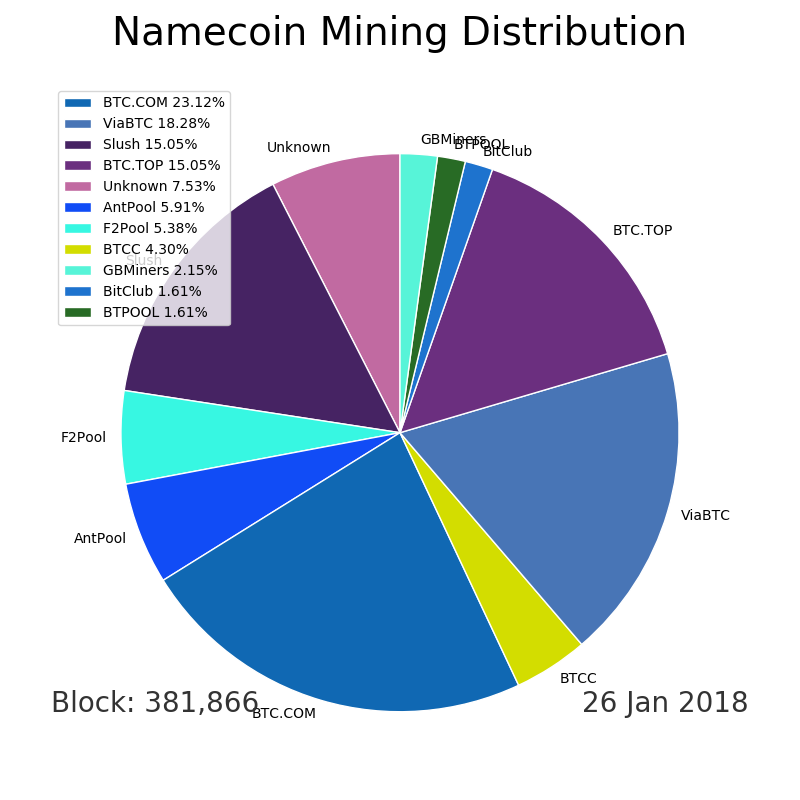 Namecoin Mining Distribution
BTC.COM 23.12%
ViaBTC 18.28%
Slush 15.05%
BTC.TOP 15.05%
Unknown 7.53%
AntPool 5.91%
F2Pool 5.38%
BTCC 4.30%
GBMiners 2.15%
BitClub 1.61%
BTPOOL 1.61%
GBMiners
BTPOOL
BitClub
Unknown
BTC.TOP
Slush
F2Pool
ViaBTC
AntPool
BTCC
BTC.COM
Block: 381,866
26 Jan 2018